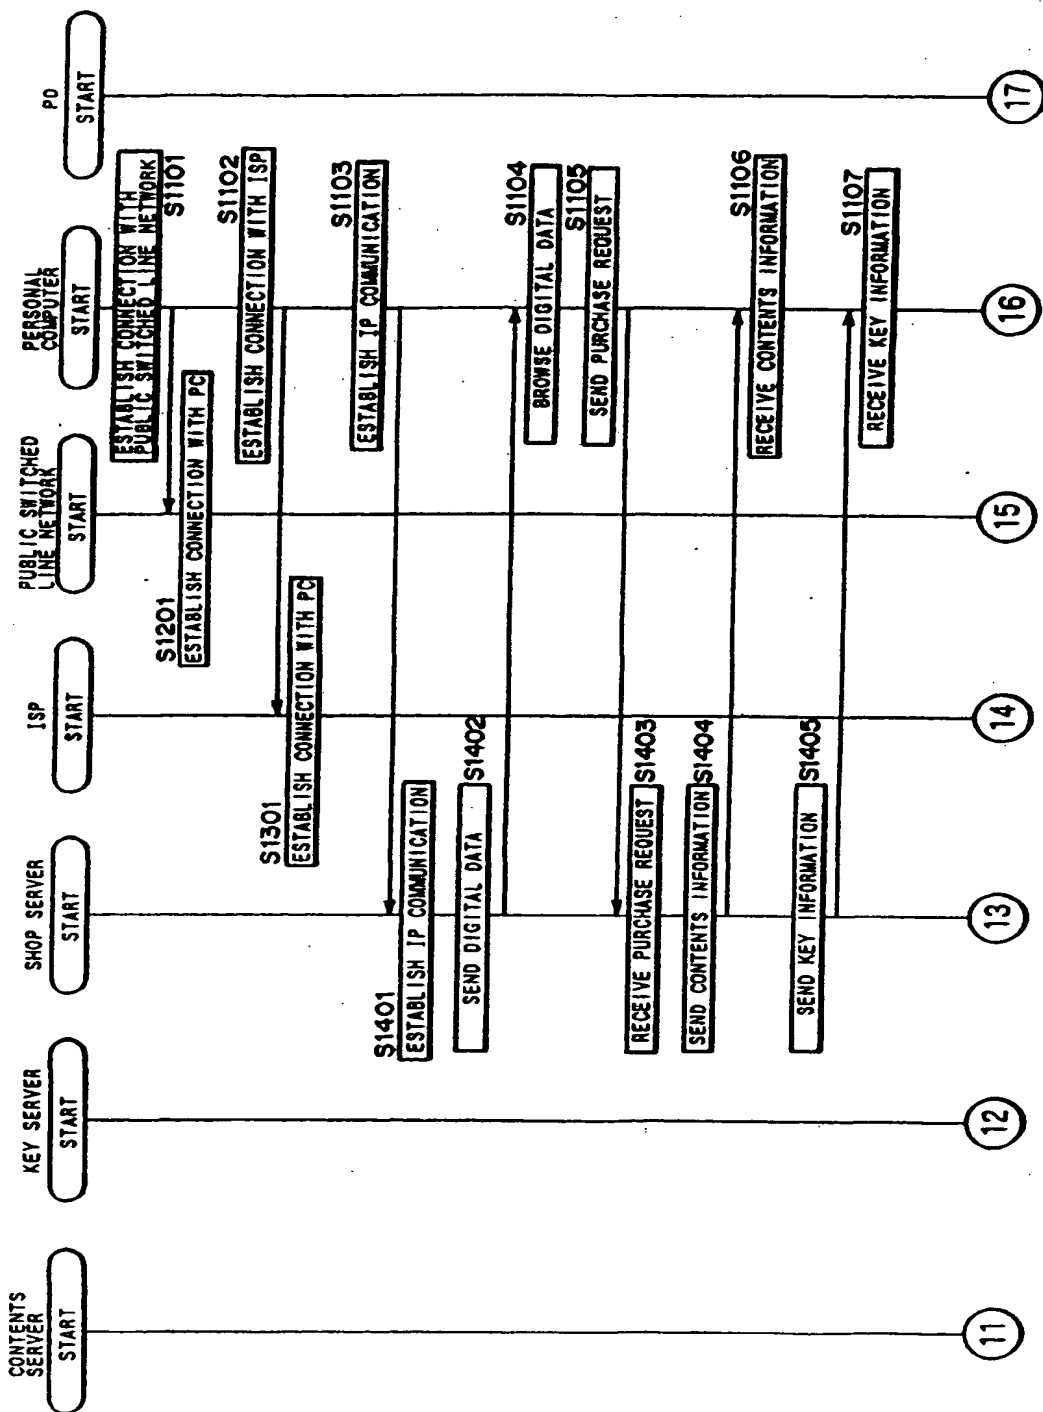 CONTENTS
SERVER
START
KEY SERVER
START
SHOP SERVER
START
ISP
START
PUBLIC SWITCHED
LINE NETWORK
START
PERSONAL
COMPUTER
START
PD
START
ESTABLISH CONNECTION WITH
PUBLIC SWITCHED LINE NETWORK
S1101
S1201
ESTABLISH CONNECTION WITH PC
S1102
ESTABLISH CONNECTION WITH ISP
S1301
ESTABLISH CONNECTION WITH PC
S1103
ESTABLISH IP COMMUNICATION
S1401
ESTABLISH IP COMMUNICATION
SEND DIGITAL DATA
S1402
S1104
BROWSE DIGITAL DATA
S1105
SEND PURCHASE REQUEST
RECEIVE PURCHASE REQUEST
S1403
SEND CONTENTS INFORMATION
S1404
S1106
RECEIVE CONTENTS INFORMATION
SEND KEY INFORMATION
S1405
S1107
RECEIVE KEY INFORMATION
11
12
13
14
15
16
17